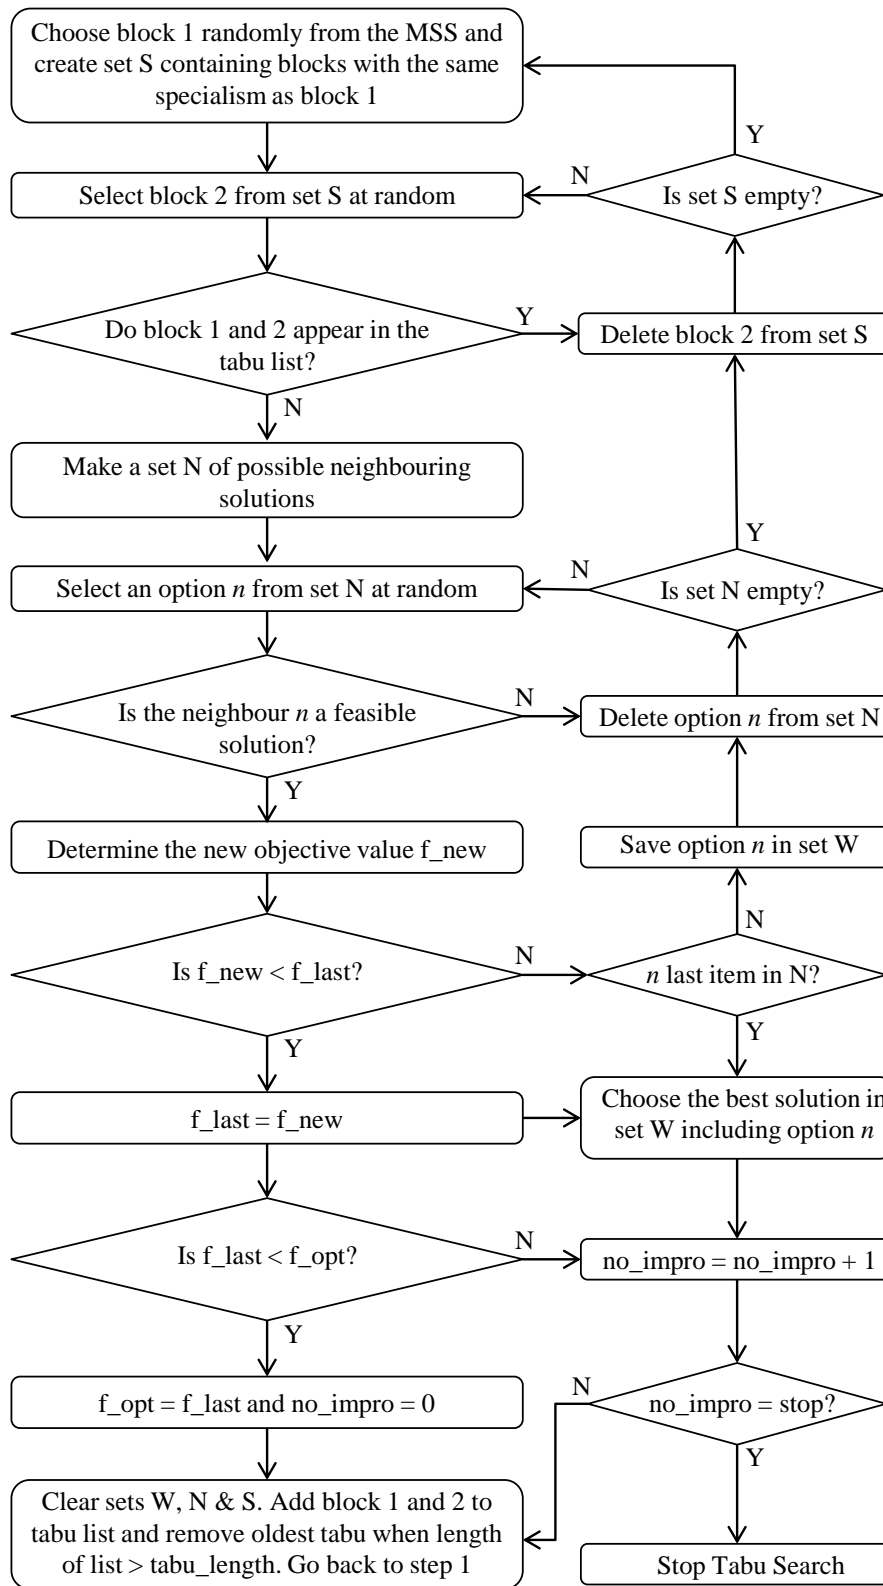 Choose block 1 randomly from the MSS and
create set S containing blocks with the same
specialism as block 1
Y
Select block 2 from set S at random
N
Is set S empty?
Do block 1 and 2 appear in the
tabu list?
Y
Delete block 2 from set S
N
Make a set N of possible neighbouring
solutions
Y
Select an option n from set N at random
N
Is set N empty?
Is the neighbour n a feasible
solution?
N
Delete option n from set N
Y
Determine the new objective value f_new
Save option n in set W
N
Is f_new < f_last?
N
n last item in N?
Y
Y
f_last = f_new
Choose the best solution in
set W including option n
Is f_last < f_opt?
N
no_impro = no_impro + 1
Y
f_opt = f_last and no_impro = 0
N
no_impro = stop?
Y
Clear sets W, N & S. Add block 1 and 2 to
tabu list and remove oldest tabu when length
of list > tabu_length. Go back to step 1
Stop Tabu Search